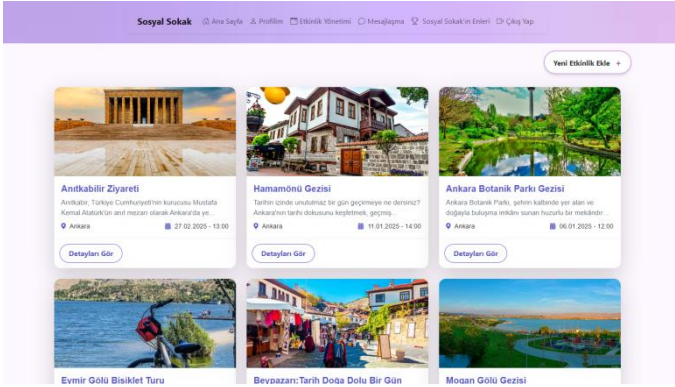 Sosyal Sokak Ana Sayfa Profilim Etkinlik Yönetimi Mesajlaşma Sosyal Sokak'ın Enleri Çıkış Yap
Yeni Etkinlik Ekle +
Anıtkabilir Ziyareti
Anıtkabir, Türkiye Cumhuriyeti'nin kurucusu Mustafa
Kemal Atatürk'ün anıt mezarı olarak Ankara'da ye...
Ankara 27.02.2025 - 13:00
Detayları Gör
Hamamönü Gezisi
Tarihin izinde unutulmaz bir gün geçirmeye ne dersiniz?
Ankara'nın tarihi dokusunu keşfetmek, geçmiş...
Ankara 11.01.2025 - 14:00
Detayları Gör
Ankara Botanik Parkı Gezisi
Ankara Botanik Parkı, şehrin kalbinde yer alan ve
doğayla buluşma imkânı sunan huzurlu bir mekândır...
Ankara 06.01.2025 - 12:00
Detayları Gör
Eymir Gölü Bisiklet Turu
Beypazarı:Tarih Doğa Dolu Bir Gün
Mogan Gölü Gezisi